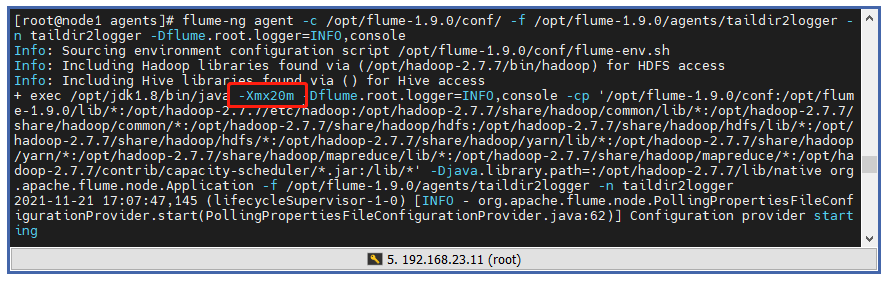 [root@node1 agents]# flume-ng agent -c /opt/flume-1.9.0/conf/ -f /opt/flume-1.9.0/agents/taildir2logger -
n taildir2logger -Dflume.root.logger=INFO,console
Info: Sourcing environment configuration script /opt/flume-1.9.0/conf/flume-env.sh
Info: Including Hadoop libraries found via (/opt/hadoop-2.7.7/bin/hadoop) for HDFS access
Info: Including Hive libraries found via () for Hive access
+ exec /opt/jdk1.8/bin/java -Xmx20m -Dflume.root.logger=INFO,console -cp '/opt/flume-1.9.0/conf:/opt/flum
e-1.9.0/lib/*:/opt/hadoop-2.7.7/etc/hadoop:/opt/hadoop-2.7.7/share/hadoop/common/lib/*:/opt/hadoop-2.7.7/
share/hadoop/common/*:/opt/hadoop-2.7.7/share/hadoop/hdfs:/opt/hadoop-2.7.7/share/hadoop/hdfs/lib/*:/opt/
hadoop-2.7.7/share/hadoop/hdfs/*:/opt/hadoop-2.7.7/share/hadoop/yarn/lib/*:/opt/hadoop-2.7.7/share/hadoop
/yarn/*:/opt/hadoop-2.7.7/share/hadoop/mapreduce/lib/*:/opt/hadoop-2.7.7/share/hadoop/mapreduce/*:/opt/ha
doop-2.7.7/contrib/capacity-scheduler/*.jar:/lib/*' -Djava.library.path=:/opt/hadoop-2.7.7/lib/native org
.apache.flume.node.Application -f /opt/flume-1.9.0/agents/taildir2logger -n taildir2logger
2021-11-21 17:07:47,145 (lifecycleSupervisor-1-0) [INFO - org.apache.flume.node.PollingPropertiesFileConf
igurationProvider.start(PollingPropertiesFileConfigurationProvider.java:62)] Configuration provider start
ing
5. 192.168.23.11 (root)